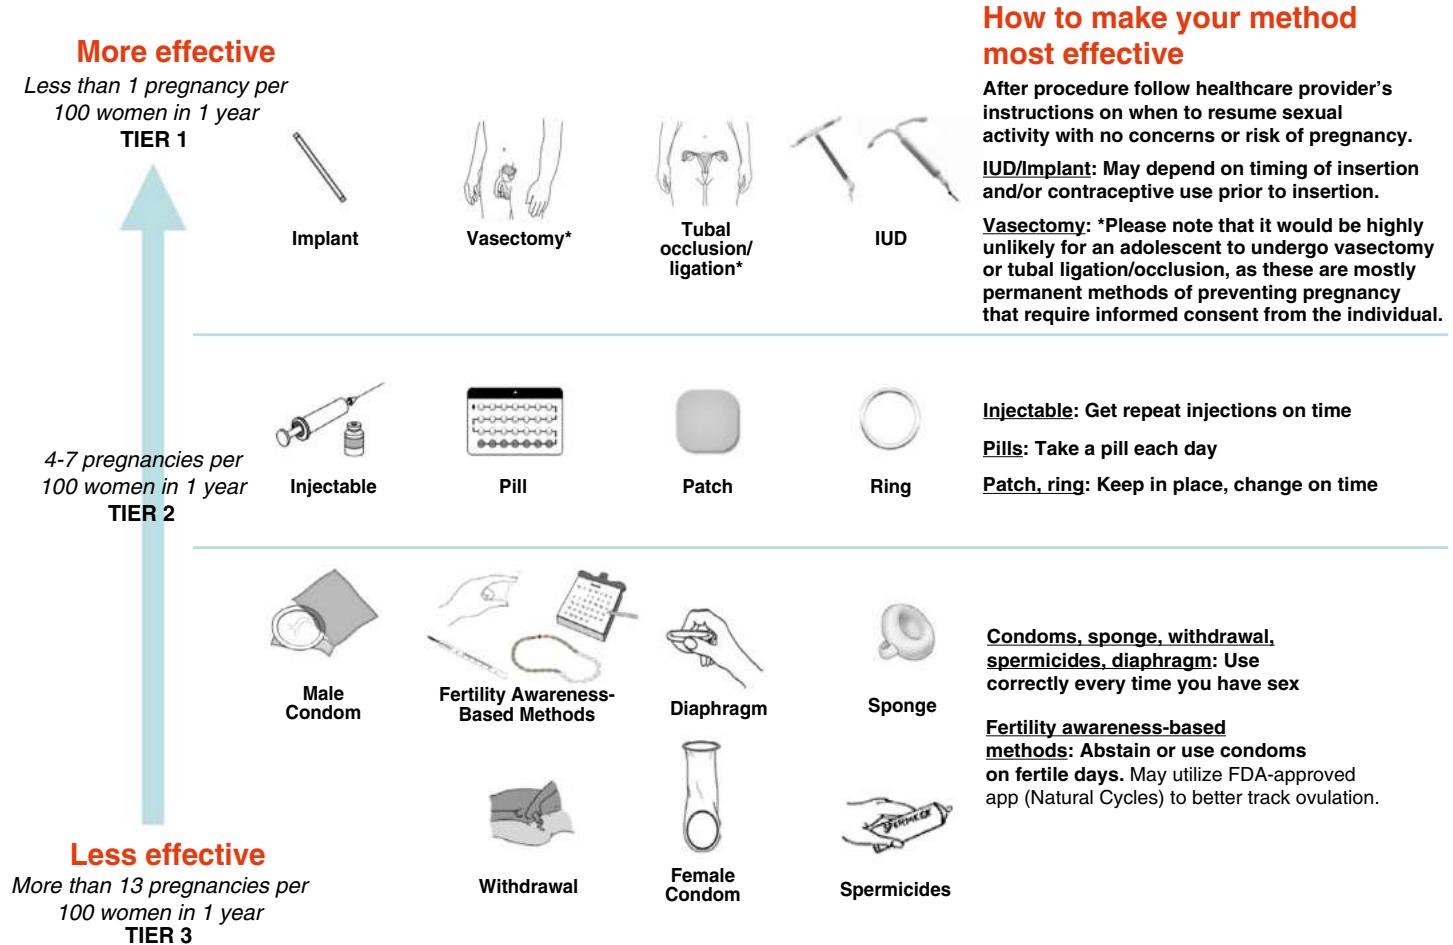 More effective
Less than 1 pregnancy per
100 women in 1 year
TIER 1
Implant
Vasectomy*
Tubal
occlusion/
ligation*
IUD
How to make your method
most effective
After procedure follow healthcare provider's
instructions on when to resume sexual
activity with no concerns or risk of pregnancy.
IUD/Implant: May depend on timing of insertion
and/or contraceptive use prior to insertion.
Vasectomy: *Please note that it would be highly
unlikely for an adolescent to undergo vasectomy
or tubal ligation/occlusion, as these are mostly
permanent methods of preventing pregnancy
that require informed consent from the individual.
4-7 pregnancies per
100 women in 1 year
TIER 2
Injectable
Pill
Patch
Ring
Injectable: Get repeat injections on time
Pills: Take a pill each day
Patch, ring: Keep in place, change on time
Male
Condom
Fertility Awareness-
Based Methods
Diaphragm
Sponge
Condoms, sponge, withdrawal,
spermicides, diaphragm: Use
correctly every time you have sex
Fertility awareness-based
methods: Abstain or use condoms
on fertile days. May utilize FDA-approved
app (Natural Cycles) to better track ovulation.
Withdrawal
Female
Condom
Spermicides
Less effective
More than 13 pregnancies per
100 women in 1 year
TIER 3